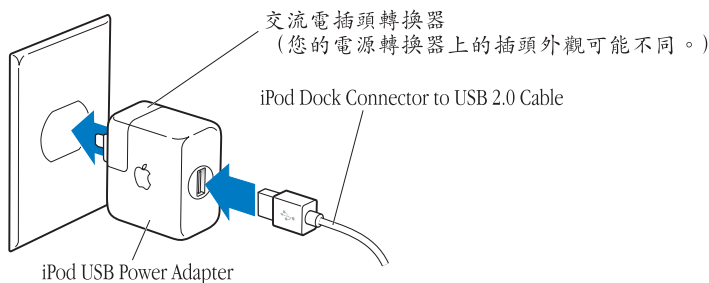 交流電插頭轉換器
（您的電源轉換器上的插頭外觀可能不同。）
iPod Dock Connector to USB 2.0 Cable
iPod USB Power Adapter